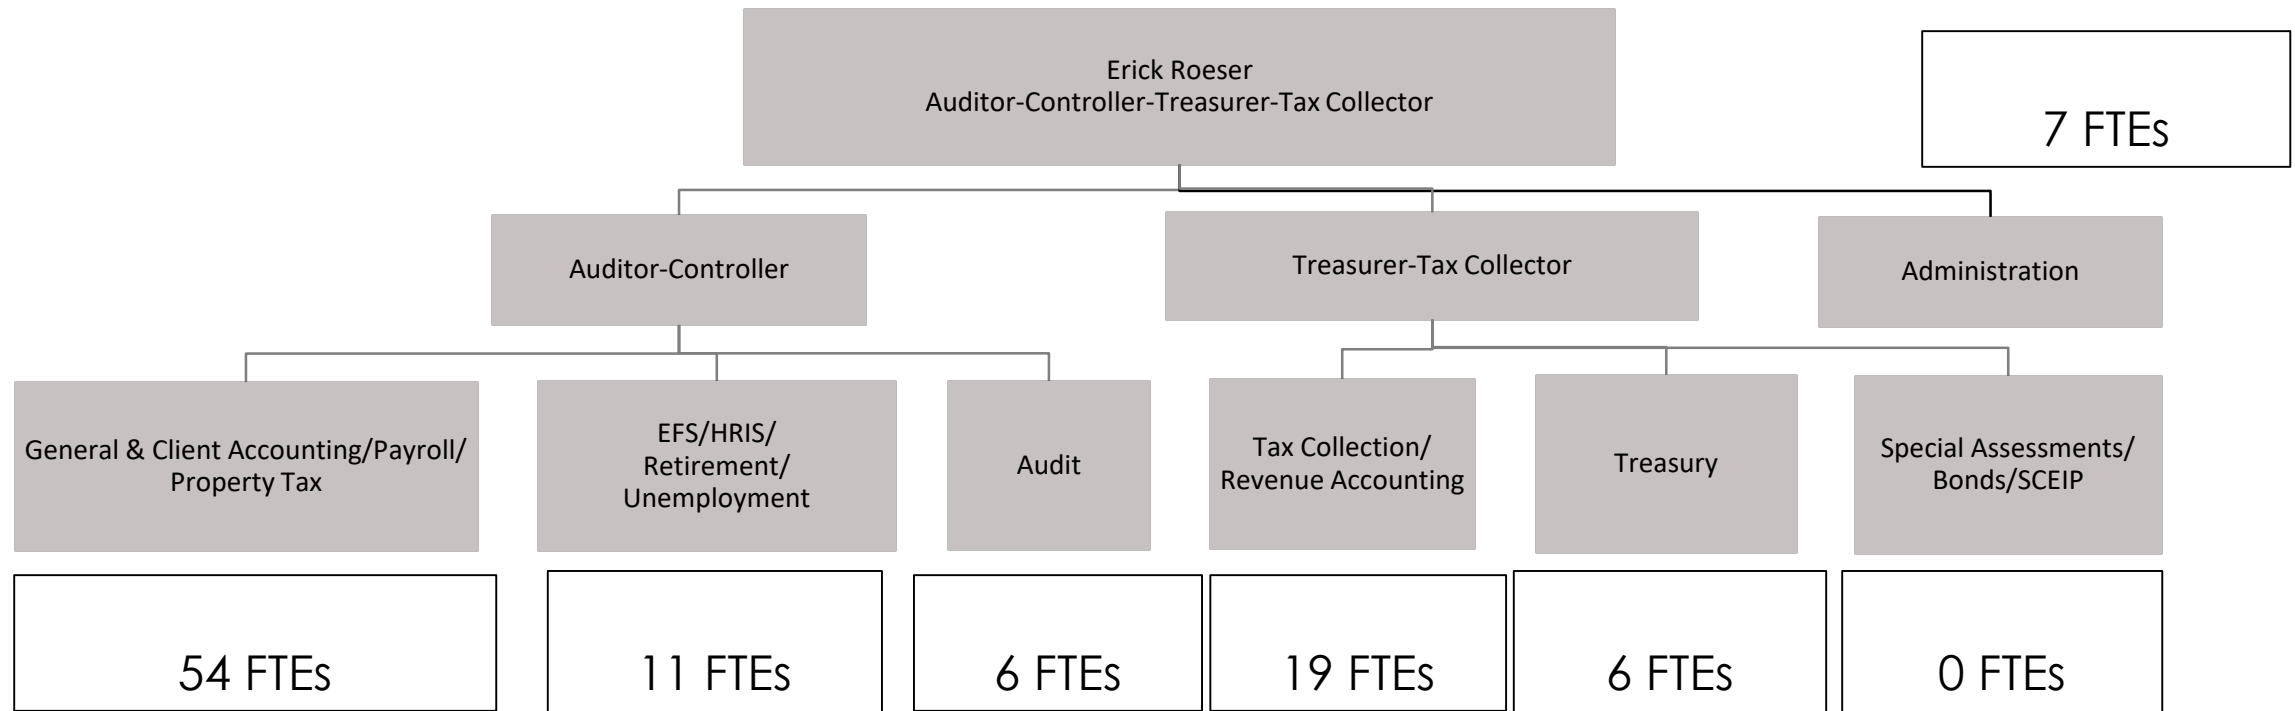 Erick Roeser
Auditor-Controller-Treasurer-Tax Collector
7 FTEs
Auditor-Controller
Treasurer-Tax Collector
Administration
General & Client Accounting/Payroll/
Property Tax
EFS/HRIS/
Retirement/
Unemployment
Audit
Tax Collection/
Revenue Accounting
Treasury
Special Assessments/
Bonds/SCEIP
54 FTEs
11 FTEs
6 FTEs
19 FTEs
6 FTEs
0 FTEs